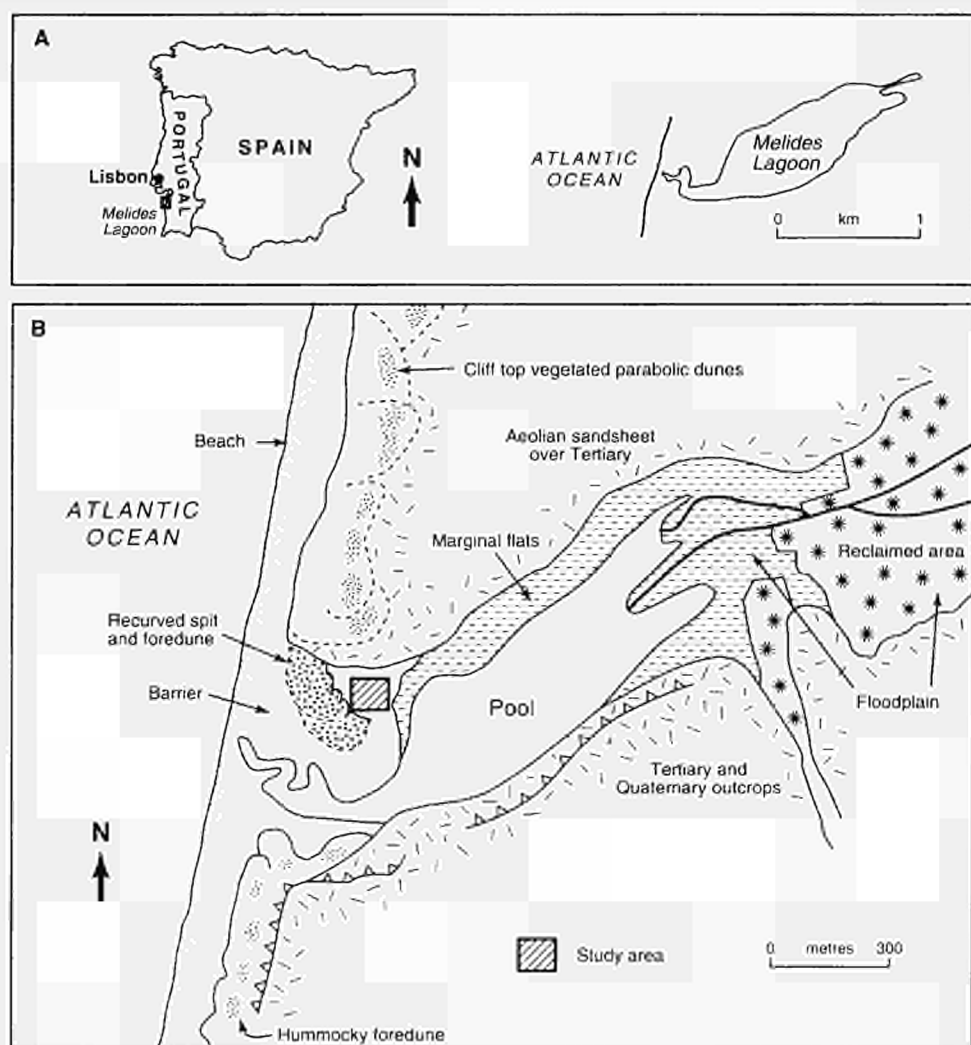 A
PORTUGAL
SPAIN
Lisbon
Melides
Lagoon
N
ATLANTIC
OCEAN
Melides
Lagoon
0 km 1
B
Cliff top vegetated parabolic dunes
Beach
Aeolian sandsheet
over Tertiary
ATLANTIC
OCEAN
Marginal flats
Reclaimed area
Recurved spit
and foredune
Barrier
Pool
Floodplain
Tertiary and
Quaternary outcrops
N
Study area
0 metres 300
Hummocky foredune